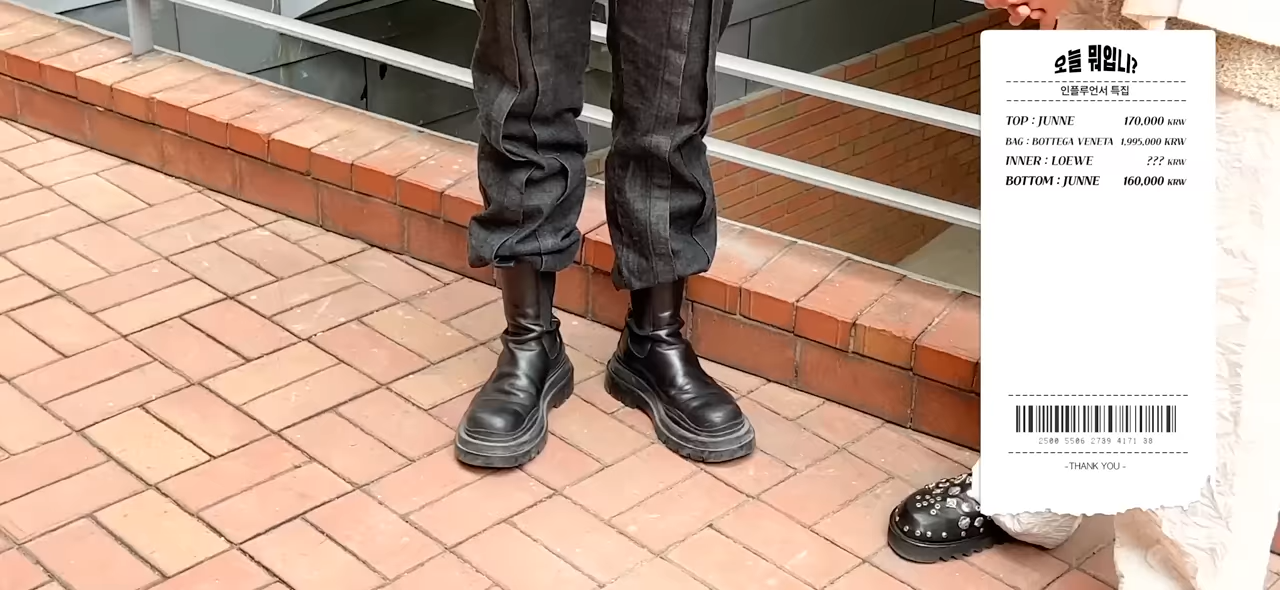 오늘 뭐입니?
인플루언서 특집
TOP : JUNNE 170,000 KRW
BAG : BOTTEGA VENETA 1,995,000 KRW
INNER : LOEWE ??? KRW
BOTTOM : JUNNE 160,000 KRW
2500 5506 2789 4171 38
-THANK YOU -